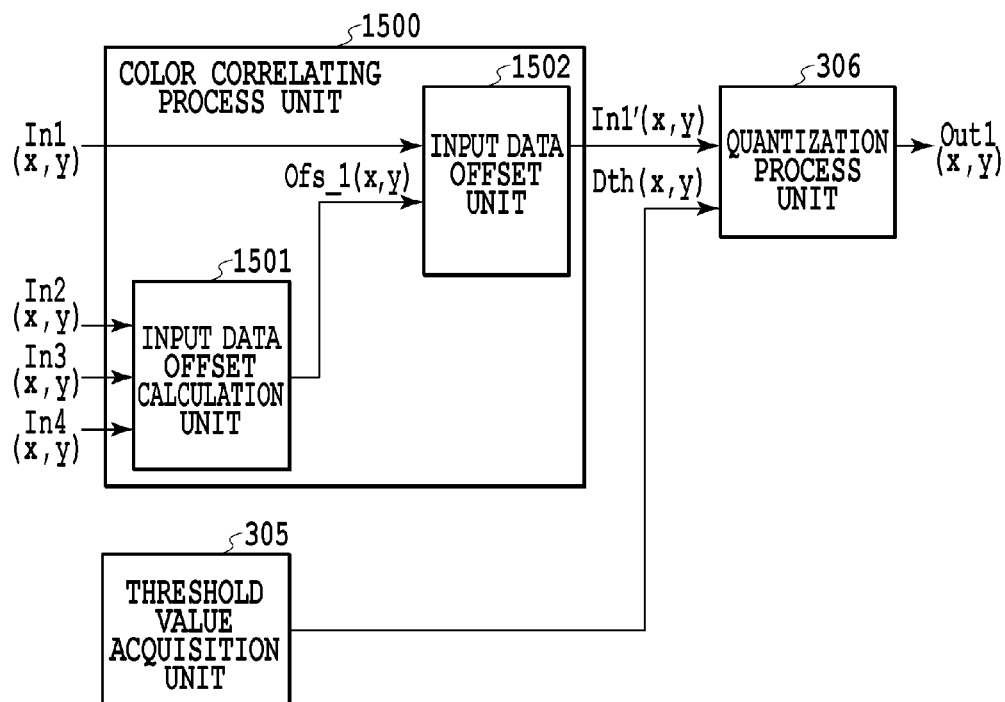 1500
COLOR CORRELATING
PROCESS UNIT
1502
306
In1
(x,y)
INPUT DATA
OFFSET
UNIT
In1'(x,y)
QUANTIZATION
PROCESS
UNIT
Out1
(x,y)
Ofs_1(x,y)
Dth(x,y)
1501
In2
(x,y)
In3
(x,y)
In4
(x,y)
INPUT DATA
OFFSET
CALCULATION
UNIT
305
THRESHOLD
VALUE
ACQUISITION
UNIT